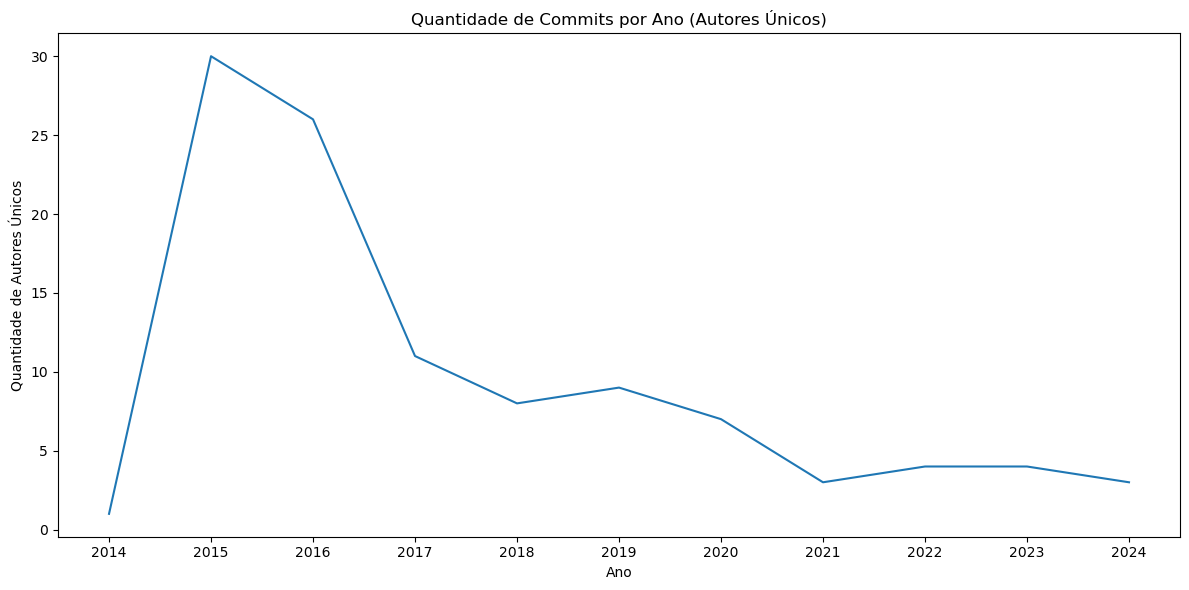 Quantidade de Commits por Ano (Autores Únicos)
Quantidade de Autores Únicos
30
25
20
15
10
5
0
2014 2015 2016 2017 2018 2019 2020 2021 2022 2023 2024
Ano